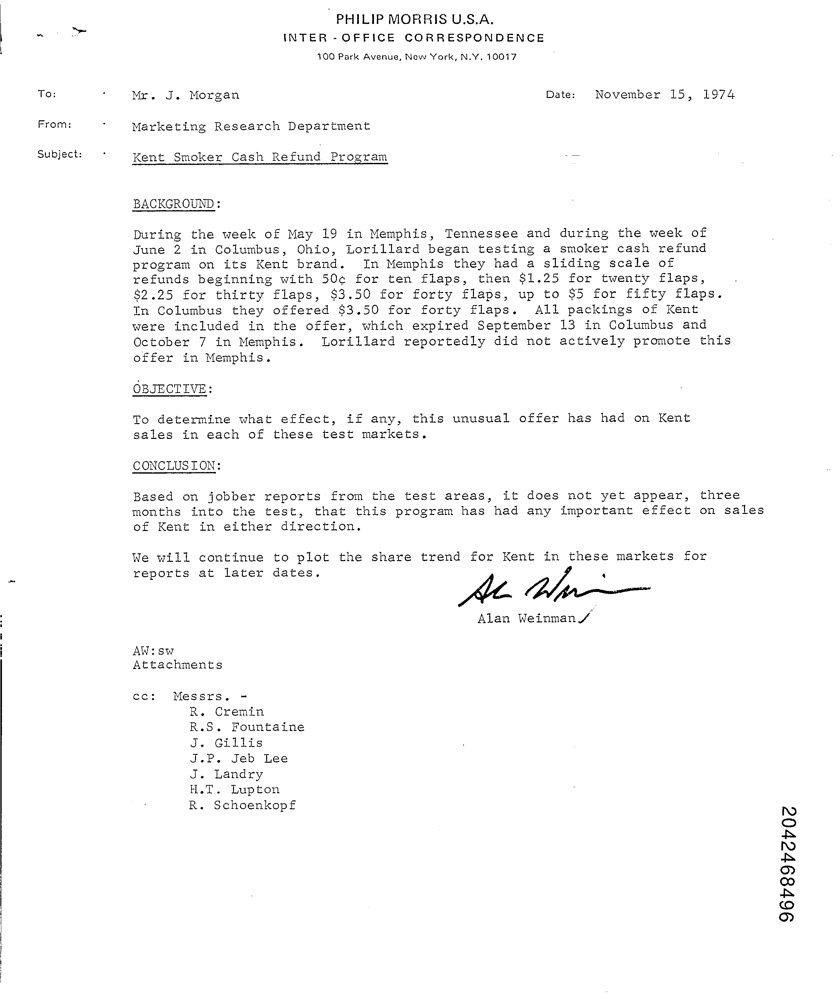 PHILIP MORRIS U.S.A.
INTER - OFFICE CORRESPONDENCE
100 Park Avenue, New York, N.Y. 10017
To: Mr. J. Morgan Date: November 15, 1974
From: Marketing Research Department
Subject: Kent Smoker Cash Refund Program
BACKGROUND:
During the week of May 19 in Memphis, Tennessee and during the week of
June 2 in Columbus, Ohio, Lorillard began testing a smoker cash refund
program on its Kent brand. In Memphis they had a sliding scale of
refunds beginning with 50¢ for ten flaps, then $1.25 for twenty flaps,
$2.25 for thirty flaps, $3.50 for forty flaps, up to $5 for fifty flaps.
In Columbus they offered $3.50 for forty flaps. All packings of Kent
were included in the offer, which expired September 13 in Columbus and
October 7 in Memphis. Lorillard reportedly did not actively promote this
offer in Memphis.
OBJECTIVE:
To determine what effect, if any, this unusual offer has had on Kent
sales in each of these test markets.
CONCLUSION:
Based on jobber reports from the test areas, it does not yet appear, three
months into the test, that this program has had any important effect on sales
of Kent in either direction.
We will continue to plot the share trend for Kent in these markets for
reports at later dates.
Alan Weinman
AW:sw
Attachments
cc: Messrs. -
R. Cremin
R.S. Fountaine
J. Gillis
J.P. Jeb Lee
J. Landry
H.T. Lupton
R. Schoenkopf
2042468496